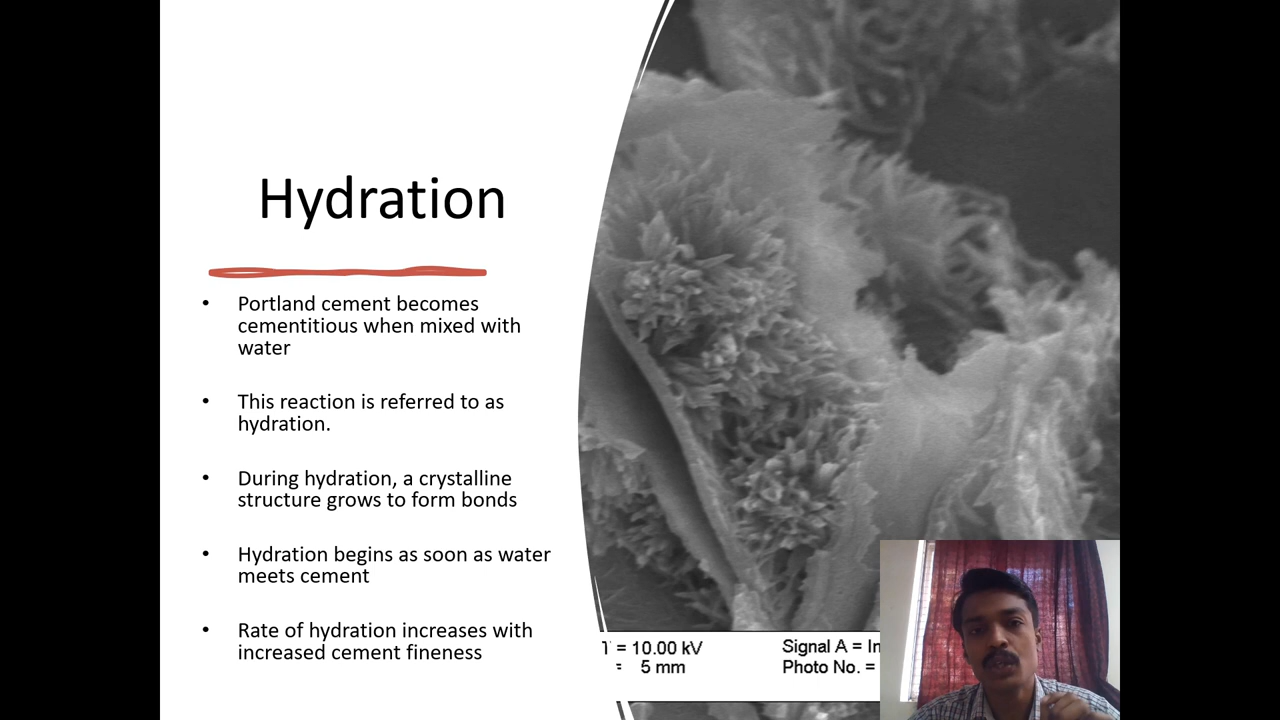 Hydration
• Portland cement becomes
cementitious when mixed with
water
• This reaction is referred to as
hydration.
• During hydration, a crystalline
structure grows to form bonds
• Hydration begins as soon as water
meets cement
• Rate of hydration increases with
increased cement fineness
= 10.00 kV
Signal A =
= 5 mm
Photo No. =